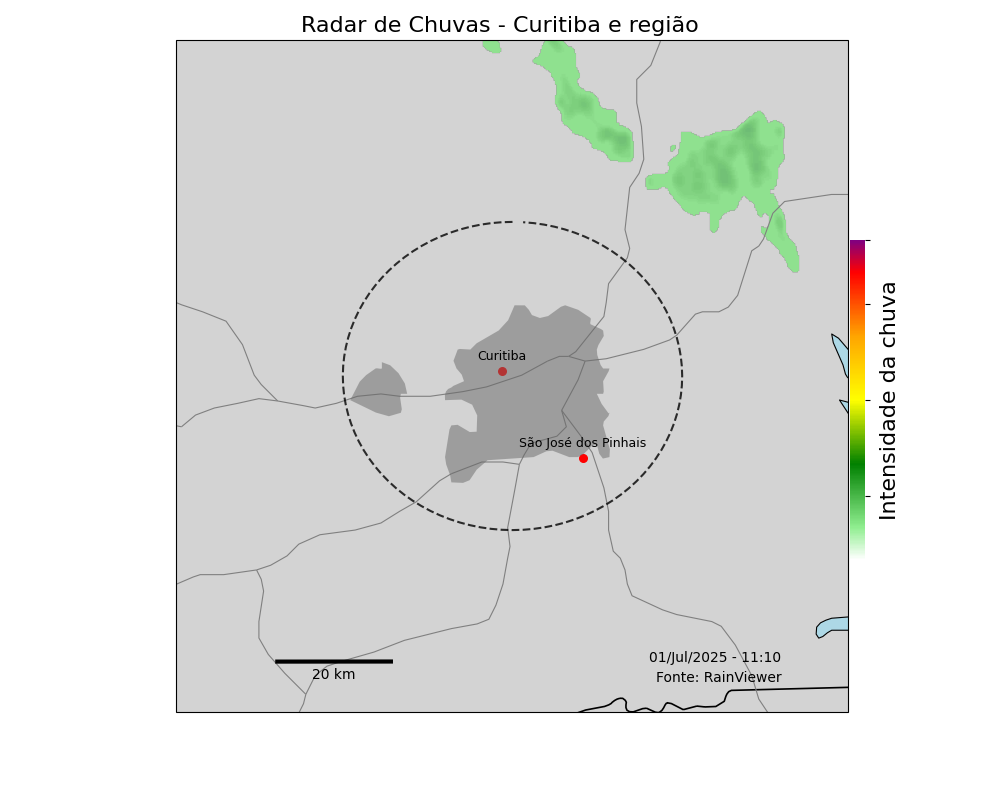 Radar de Chuvas - Curitiba e região
Curitiba
São José dos Pinhais
Intensidade da chuva
20 km
01/Jul/2025 - 11:10
Fonte: RainViewer